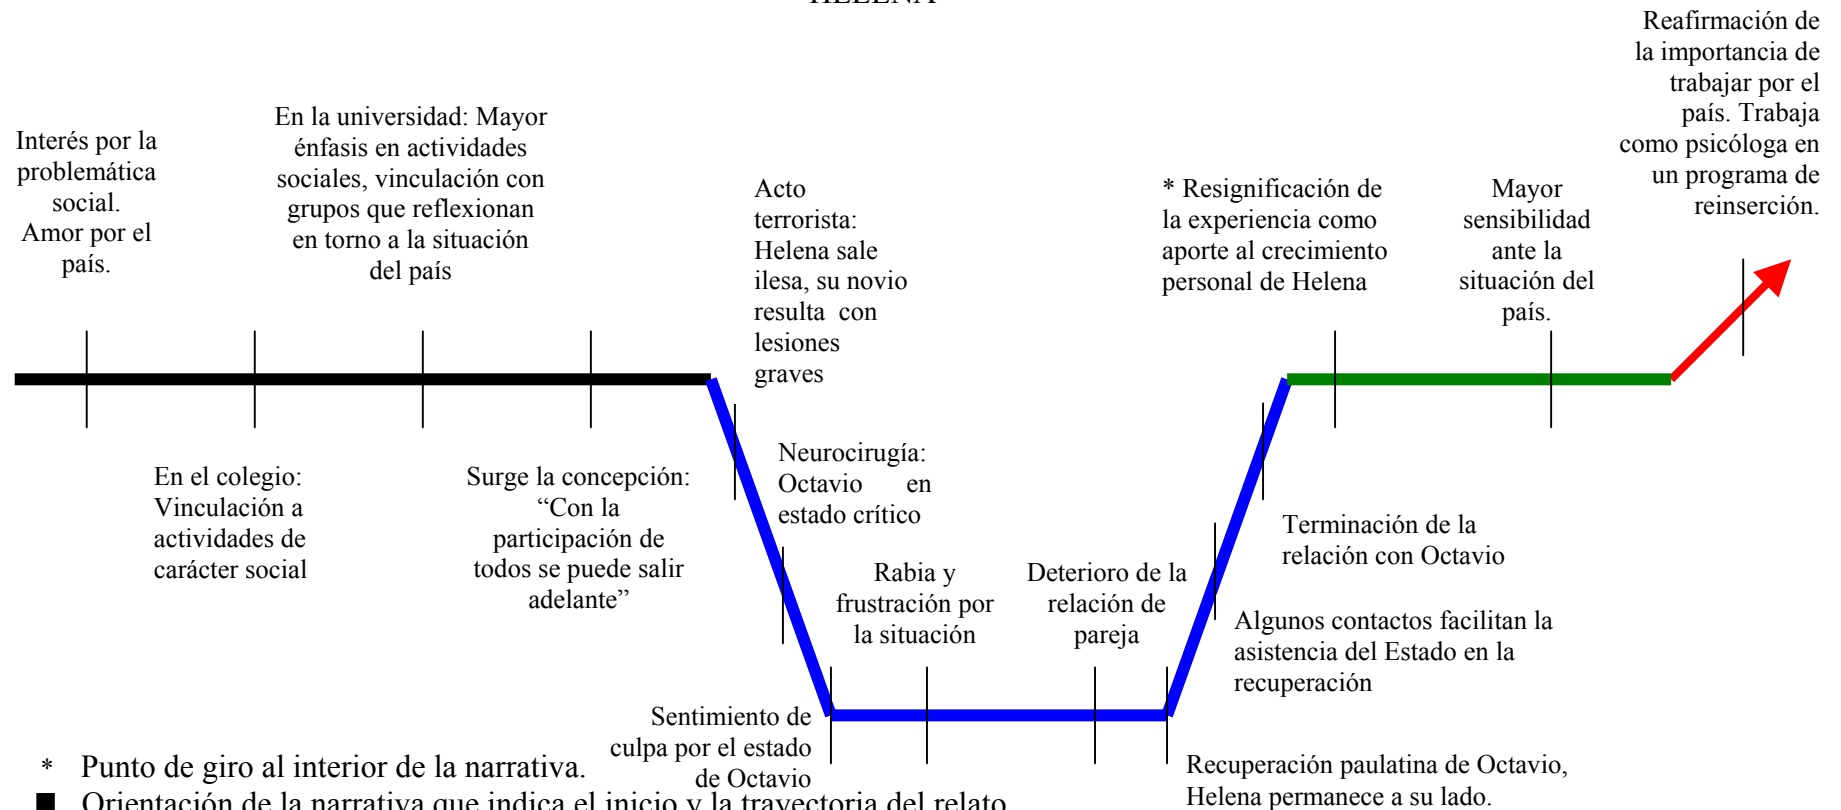 HELENA
Reafirmación de
la importancia de
trabajar por el
país. Trabaja
como psicóloga en
un programa de
reinserción.
Interés por la
problemática
social.
Amor por el
país.
En la universidad: Mayor
énfasis en actividades
sociales, vinculación con
grupos que reflexionan
en torno a la situación
del país
Acto
terrorista:
Helena sale
ilesa, su novio
resulta con
lesiones
graves
* Resignificación de
la experiencia como
aporte al crecimiento
personal de Helena
Mayor
sensibilidad
ante la
situación del
país.
En el colegio:
Vinculación a
actividades de
carácter social
Surge la concepción:
“Con la
participación de
todos se puede salir
adelante”
Neurocirugía:
Octavio en
estado crítico
Rabia y
frustración por
la situación
Deterioro de la
relación de
pareja
Terminación de la
relación con Octavio
Algunos contactos facilitan la
asistencia del Estado en la
recuperación
Sentimiento de
culpa por el estado
de Octavio
Recuperación paulatina de Octavio,
Helena permanece a su lado.
* Punto de giro al interior de la narrativa.
Orientación de la narrativa que indica el inicio y la trayectoria del relato